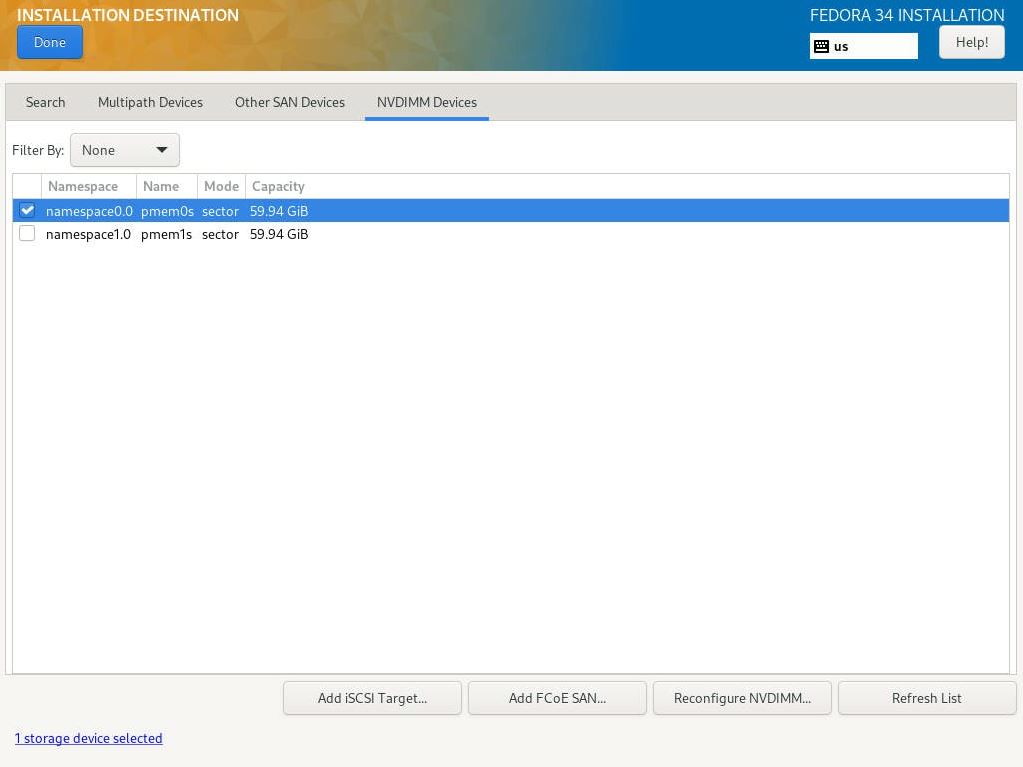 INSTALLATION DESTINATION
FEDORA 34 INSTALLATION
Done
us
Help!
Search Multipath Devices Other SAN Devices NVDIMM Devices
Filter By: None
Namespace Name Mode Capacity
namespace0.0 pmem0s sector 59.94 GiB
namespace1.0 pmem1s sector 59.94 GiB
Add iSCSI Target... Add FCoE SAN... Reconfigure NVDIMM... Refresh List
1 storage device selected